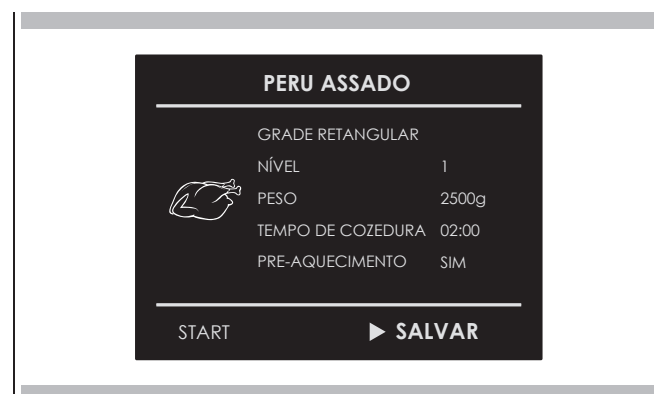 PERU ASSADO
GRADE RETANGULAR
NÍVEL 1
PESO 2500g
TEMPO DE COZEDURA 02:00
PRE-AQUECIMENTO SIM
START ▶ SALVAR